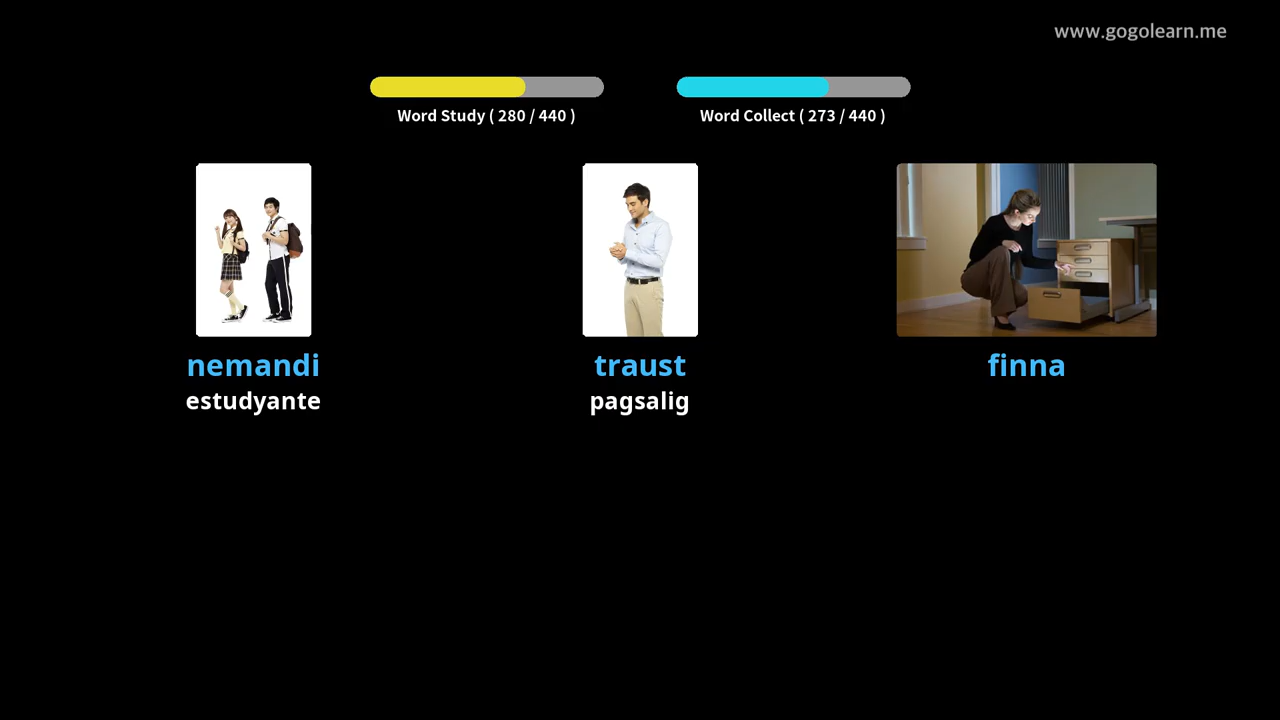 www.gogolearn.me
Word Study ( 280 / 440 )
Word Collect ( 273 / 440 )
nemandi
estudyante
traust
pagsalig
finna